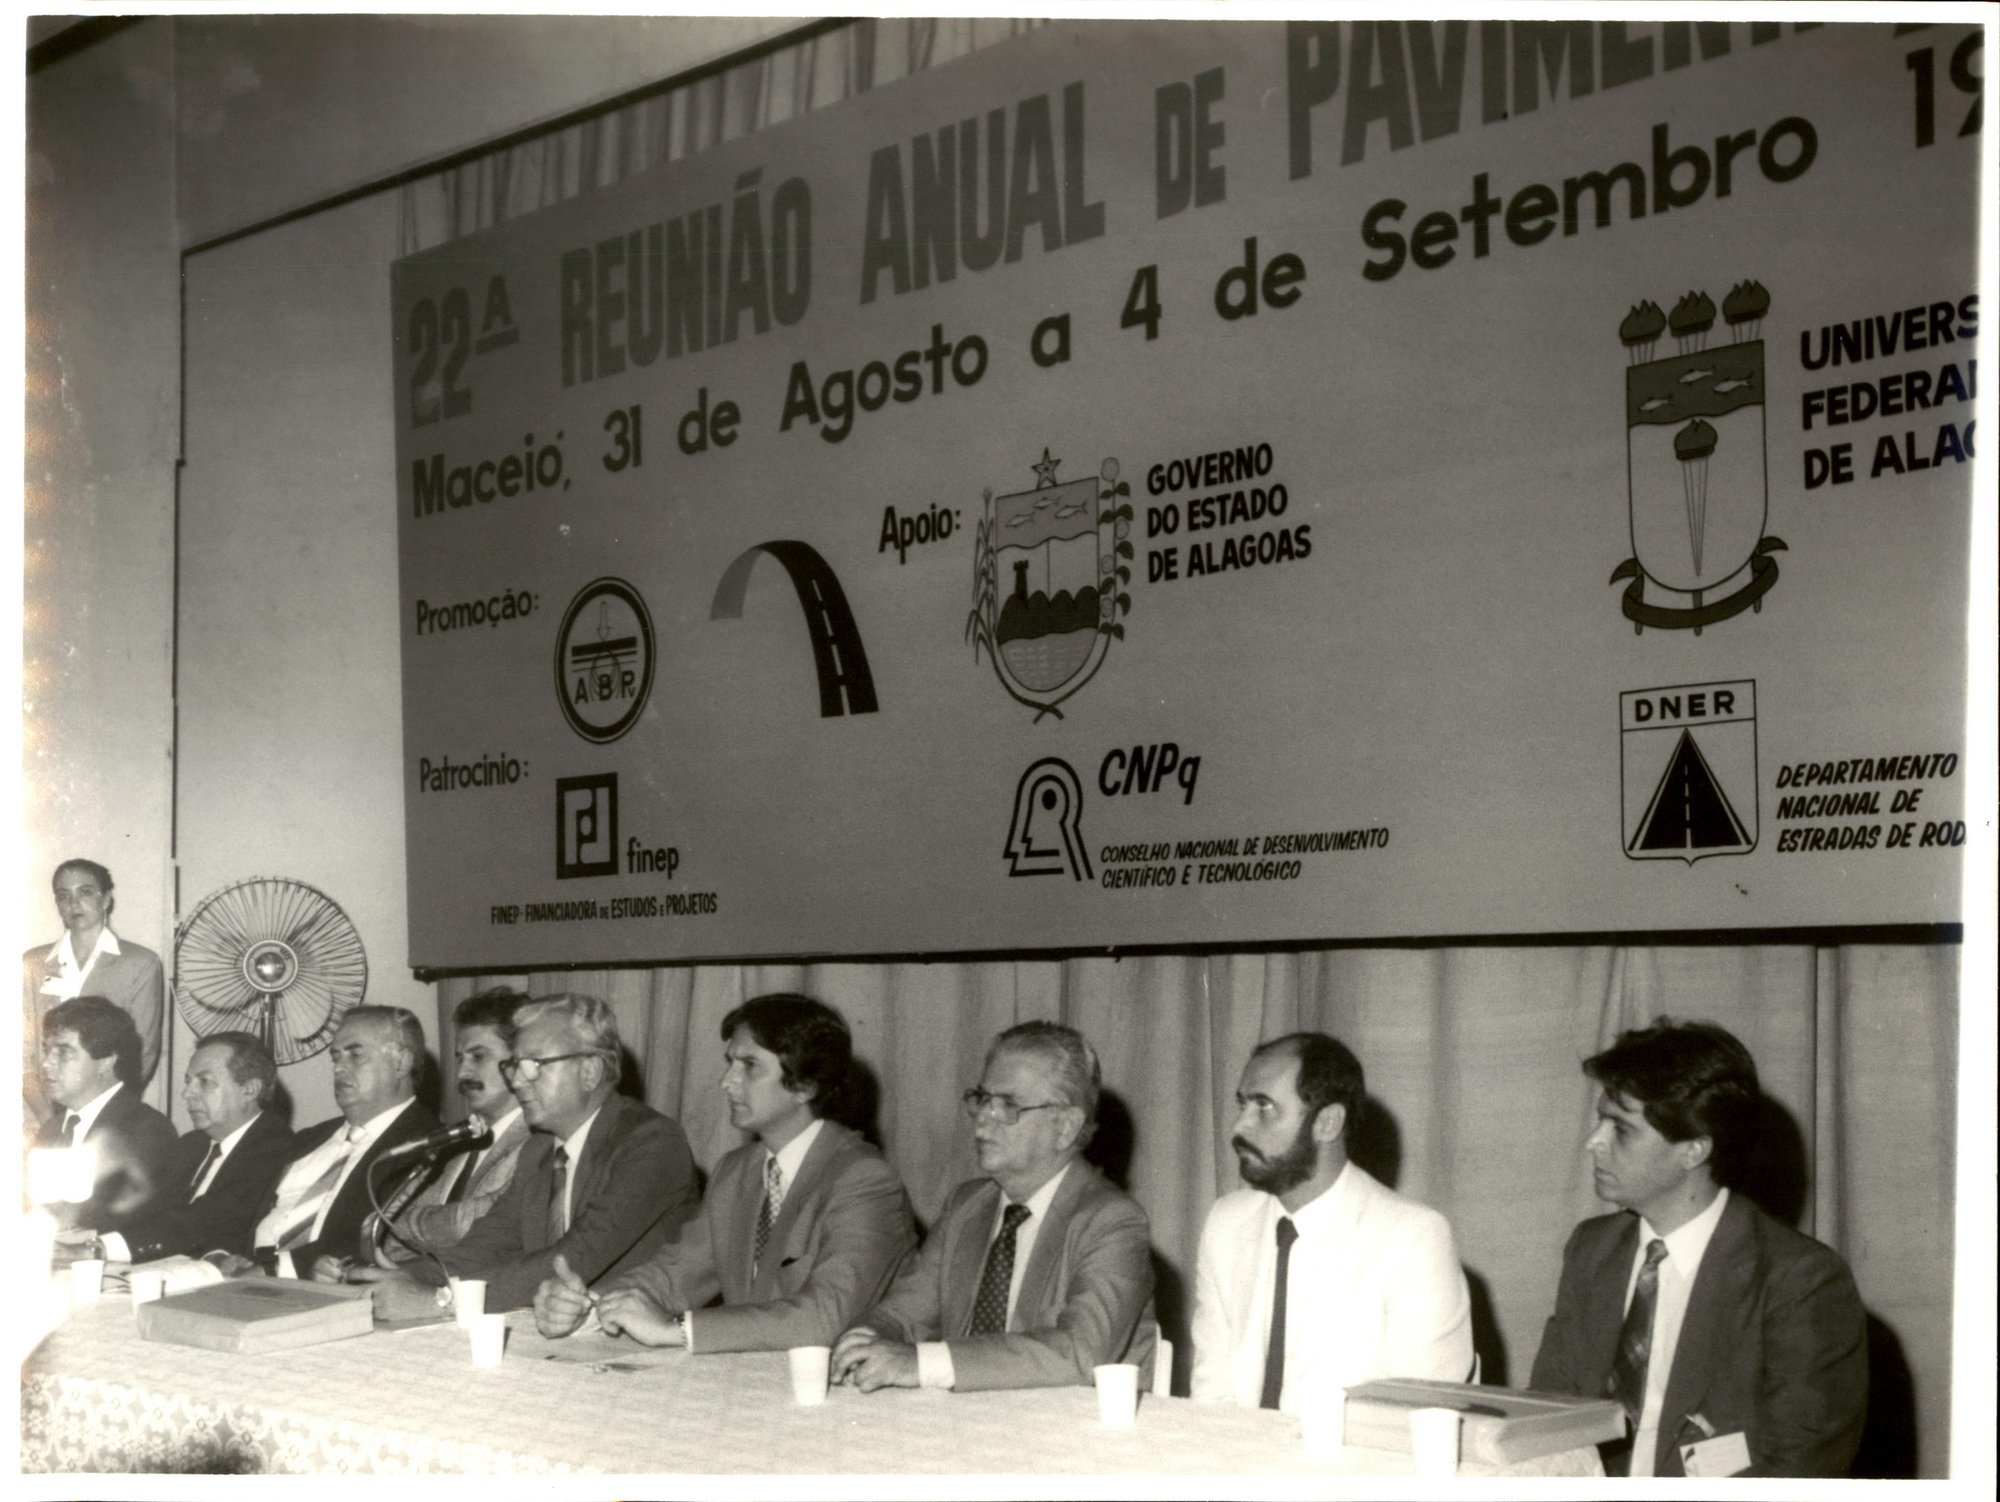 22ª REUNIÃO ANUAL DE PAVIMENT
Maceió, 31 de Agosto a 4 de Setembro 19
Promoção:
ABPv
Apoio:
GOVERNO
DO ESTADO
DE ALAGOAS
UNIVERS
FEDERAL
DE ALAG
Patrocinio:
finep
FINEP-FINANCIADORA DE ESTUDOS E PROJETOS
CNPq
CONSELHO NACIONAL DE DESENVOLVIMENTO
CIENTÍFICO E TECNOLÓGICO
DNER
DEPARTAMENTO
NACIONAL DE
ESTRADAS DE ROD